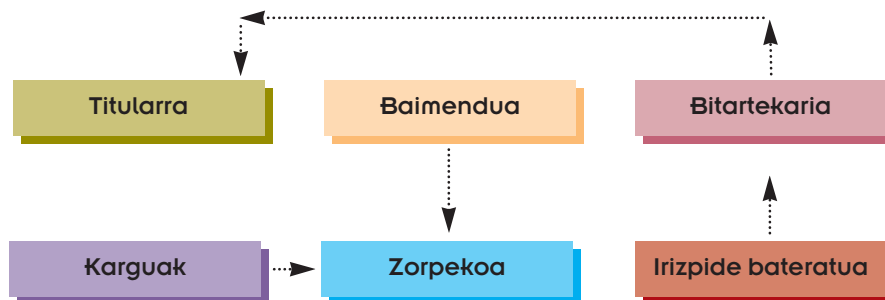 Titularra
Baimendua
Bitartekaria
Karguak
Zorpekoa
Irizpide bateratua